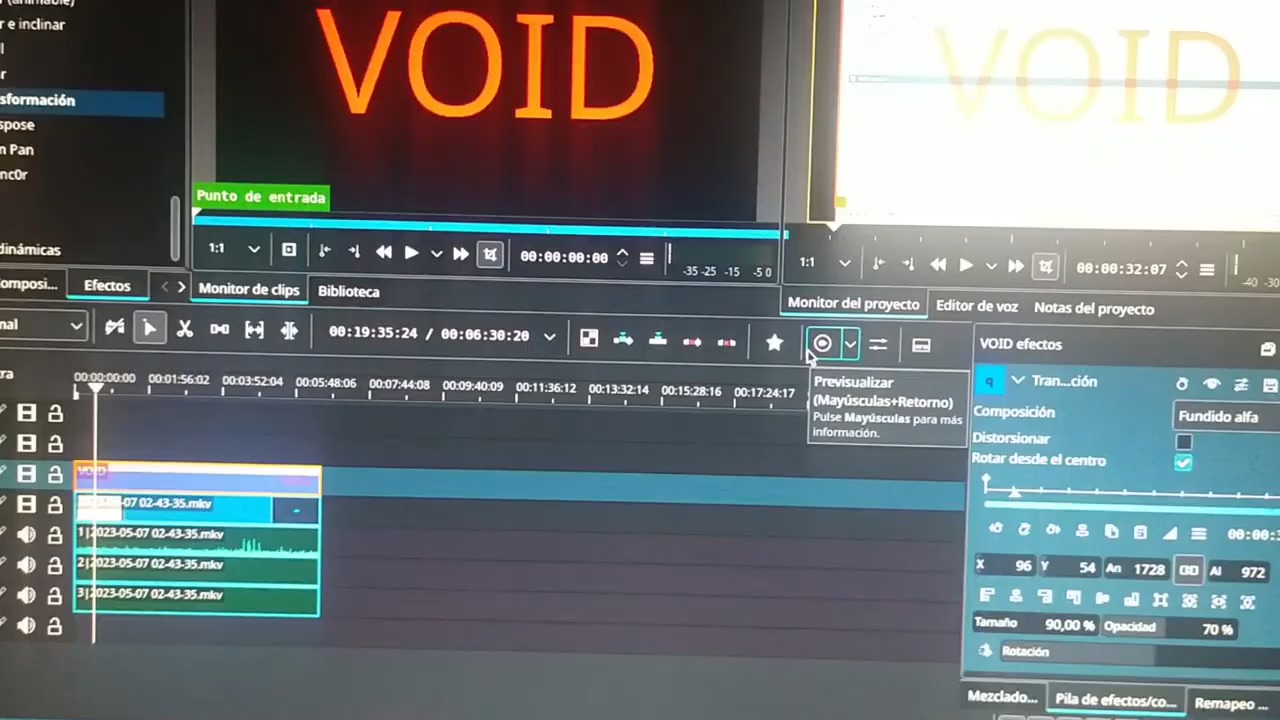 r e inclinar
sformación
spose
n Pan
nc0r
dinámicas
VOID
Punto de entrada
1:1
00:00:00:00
-35 -25 -15 -5 0
VOID
1:1
00:00:32:07
-40 -30
Composi...
Efectos
Monitor de clips
Biblioteca
Monitor del proyecto
Editor de voz
Notas del proyecto
nal
00:19:35:24 / 00:06:30:20
Previsualizar
(Mayúsculas+Retorno)
Pulse Mayúsculas para más
información.
00:00:00:00 00:01:56:02 00:03:52:04 00:05:48:06 00:07:44:08 00:09:40:09 00:11:36:12 00:13:32:14 00:15:28:16 00:17:24:17
VOID
-07 02-43-35.mkv
1|2023-05-07 02-43-35.mkv
2|2023-05-07 02-43-35.mkv
3|2023-05-07 02-43-35.mkv
VOID efectos
Tran...ción
Composición
Fundido alfa
Distorsionar
Rotar desde el centro
00:00:3
X 96 Y 54 An 1728 Al 972
Tamaño 90,00 % Opacidad 70 %
Rotación
Mezclado...
Pila de efectos/co...
Remapeo ...